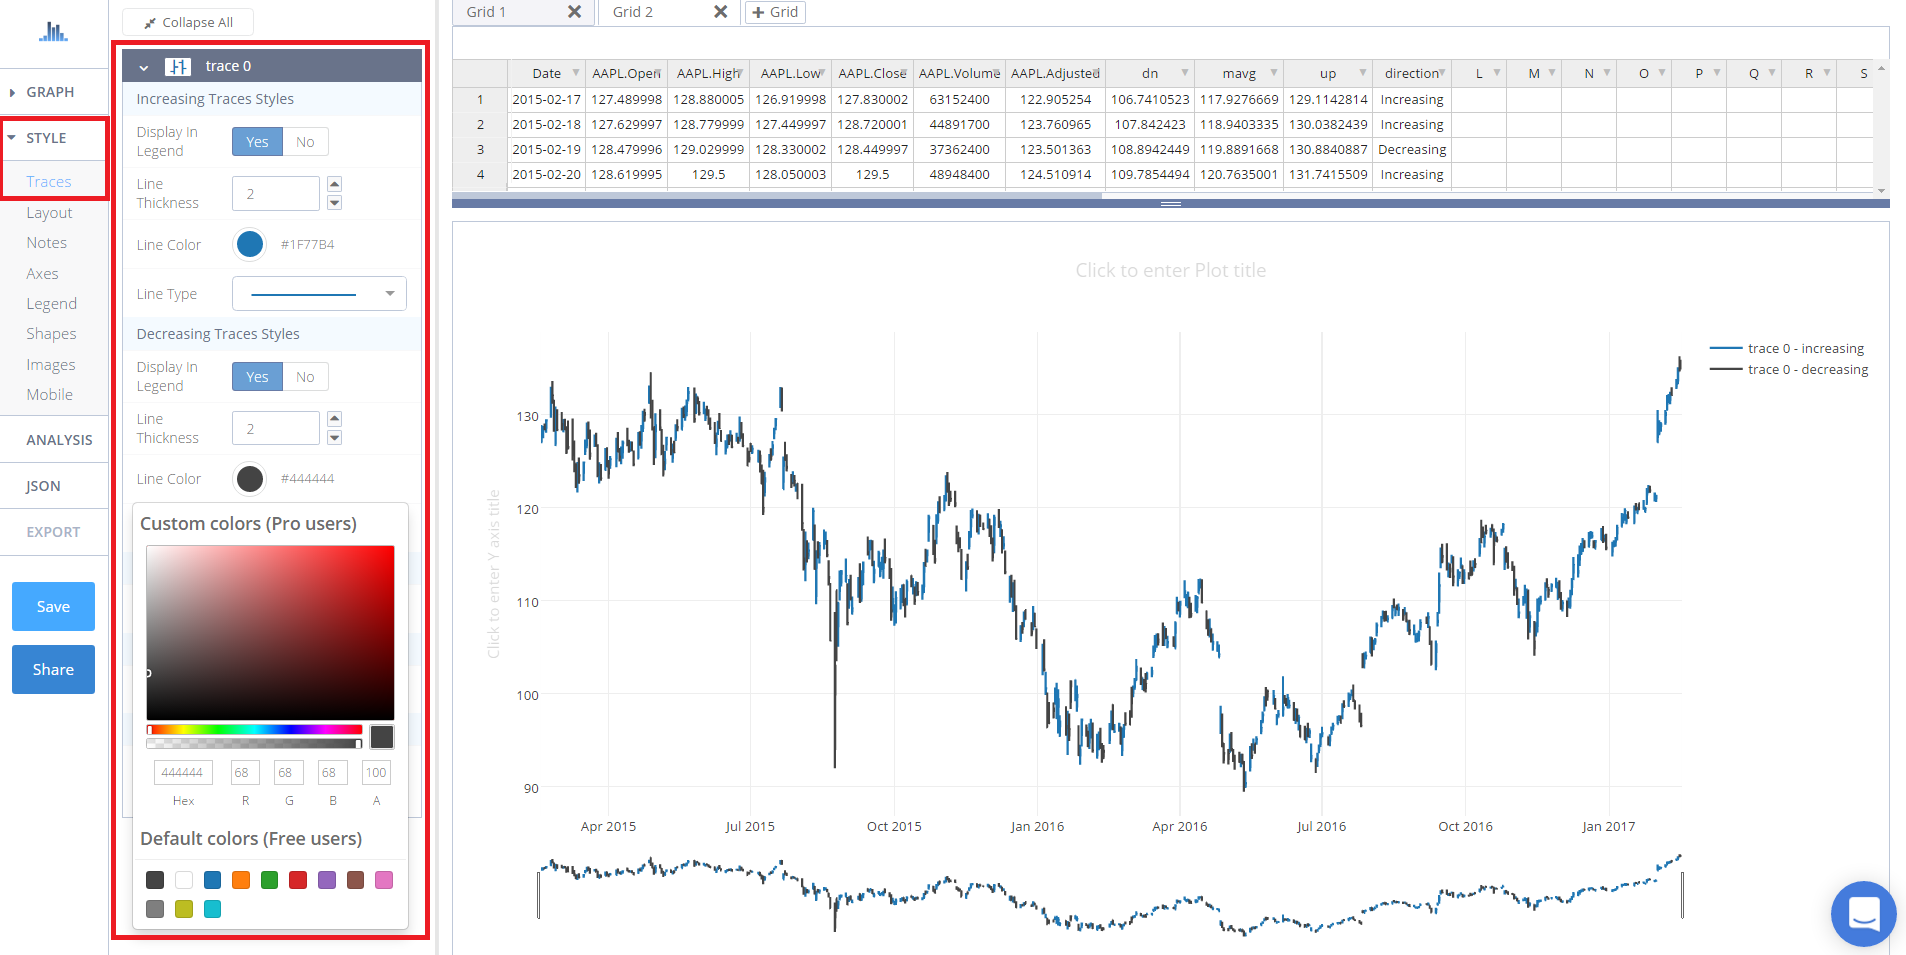 GRAPH
STYLE
Traces
Layout
Notes
Axes
Legend
Shapes
Images
Mobile
ANALYSIS
JSON
EXPORT
Save
Share
Collapse All
trace 0
Increasing Traces Styles
Display In
Legend
Yes No
Line
Thickness
2
Line Color #1F77B4
Line Type
Decreasing Traces Styles
Display In
Legend
Yes No
Line
Thickness
2
Line Color #444444
Custom colors (Pro users)
444444 68 68 68 100
Hex R G B A
Default colors (Free users)
Grid 1 Grid 2 Grid
Date AAPL.Open AAPL.High AAPL.Low AAPL.Close AAPL.Volume AAPL.Adjusted dn mavg up direction L M N O P Q R S
1 2015-02-17 127.489998 128.880005 126.919998 127.830002 63152400 122.905254 106.7410523 117.9276669 129.1142814 Increasing
2 2015-02-18 127.629997 128.779999 127.449997 128.720001 44891700 123.760965 107.842423 118.9403335 130.0382439 Increasing
3 2015-02-19 128.479996 129.029999 128.330002 128.449997 37362400 123.501363 108.8942449 119.8891668 130.8840887 Decreasing
4 2015-02-20 128.619995 129.5 128.050003 129.5 48948400 124.510914 109.7854494 120.7635001 131.7415509 Increasing
Click to enter Plot title
trace 0 - increasing
trace 0 - decreasing
Click to enter Y axis title
130
120
110
100
90
Apr 2015 Jul 2015 Oct 2015 Jan 2016 Apr 2016 Jul 2016 Oct 2016 Jan 2017